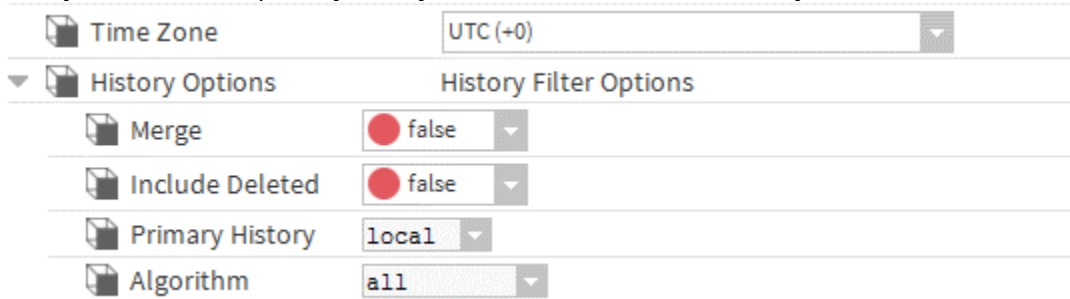 Time Zone UTC (+0)
History Options History Filter Options
Merge false
Include Deleted false
Primary History local
Algorithm all